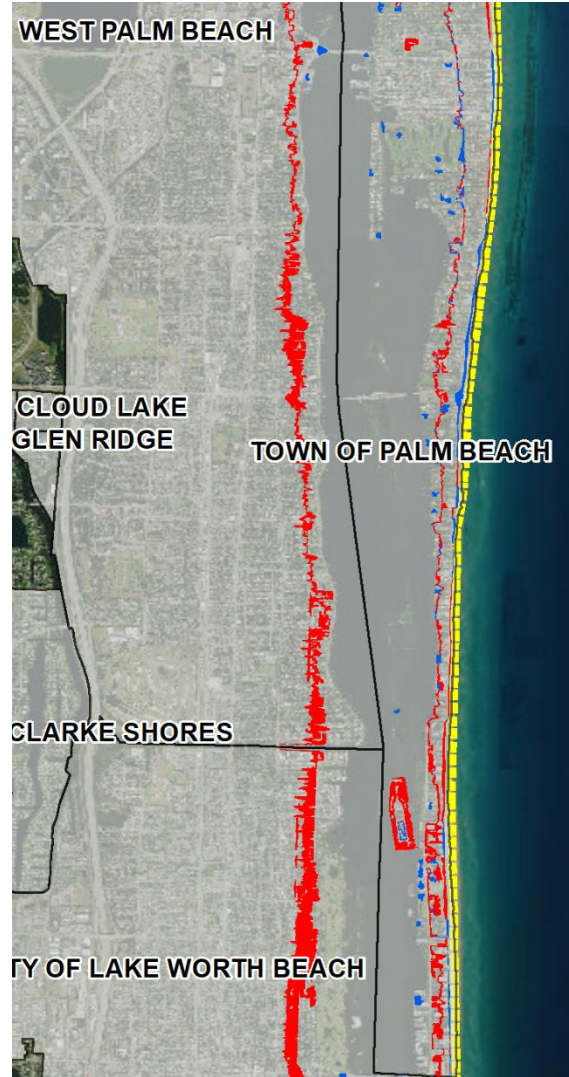 WEST PALM BEACH
CLOUD LAKE
GLEN RIDGE
TOWN OF PALM BEACH
CLARKE SHORES
TY OF LAKE WORTH BEACH